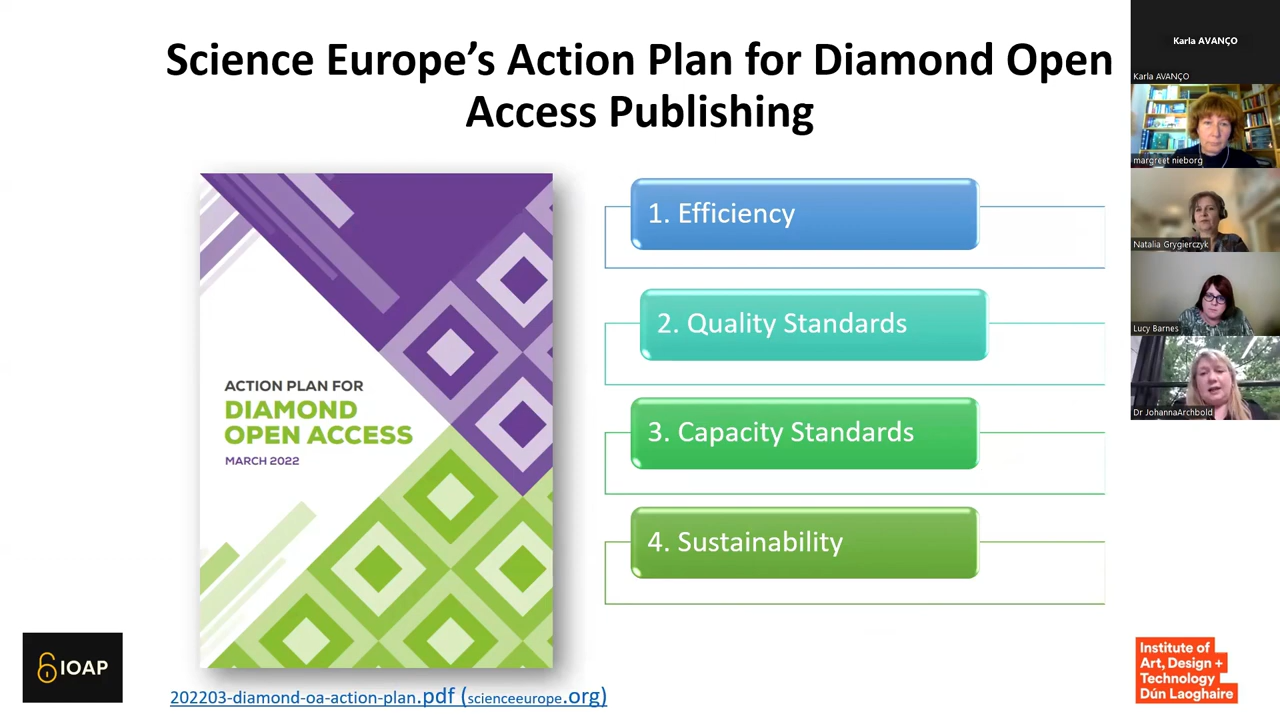 Science Europe's Action Plan for Diamond Open
Access Publishing
ACTION PLAN FOR
DIAMOND
OPEN ACCESS
MARCH 2022
1. Efficiency
2. Quality Standards
3. Capacity Standards
4. Sustainability
202203-diamond-oa-action-plan.pdf (scienceeurope.org)
IOAP
Institute of
Art, Design +
Technology
Dún Laoghaire
Karla AVANÇO
Karla AVANÇO
margreet nieborg
Natalia Grygierczyk
Lucy Barnes
Dr JohannaArchbold